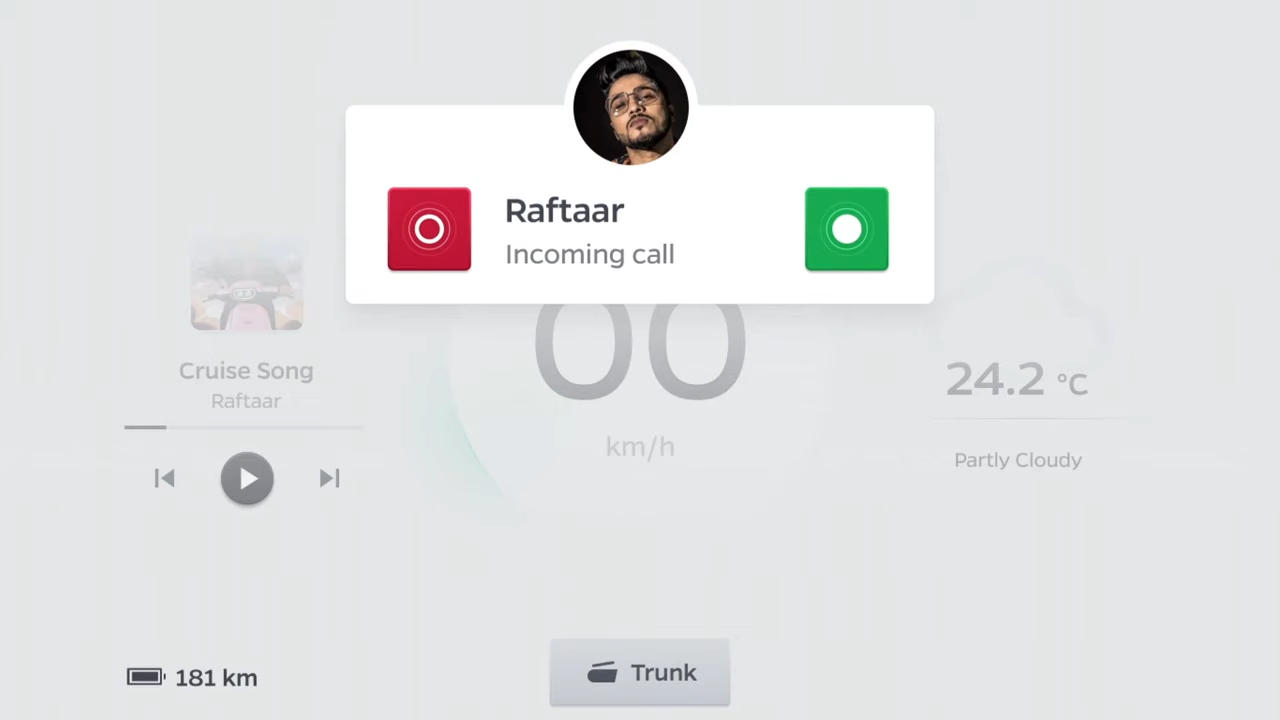 Raftaar
Incoming call
00
km/h
Cruise Song
Raftaar
24.2 °C
Partly Cloudy
181 km
Trunk